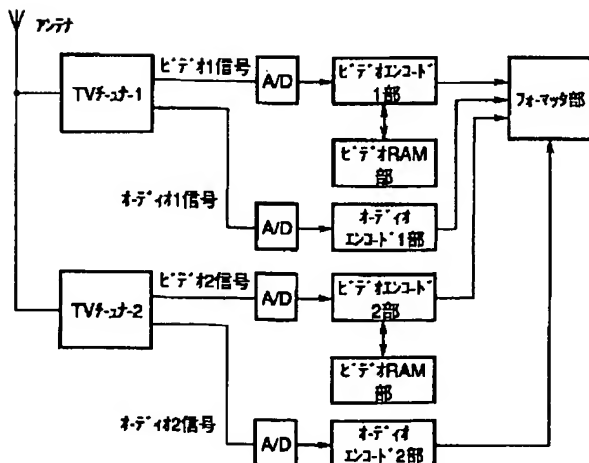 アンテナ
TVチューナー1
ビデオ1信号
A/D
ビデオエンコード
1部
フォーマッタ部
ビデオRAM
部
オーディオ1信号
A/D
オーディオ
エンコード1部
TVチューナー2
ビデオ2信号
A/D
ビデオエンコード
2部
ビデオRAM
部
オーディオ2信号
A/D
オーディオ
エンコード2部